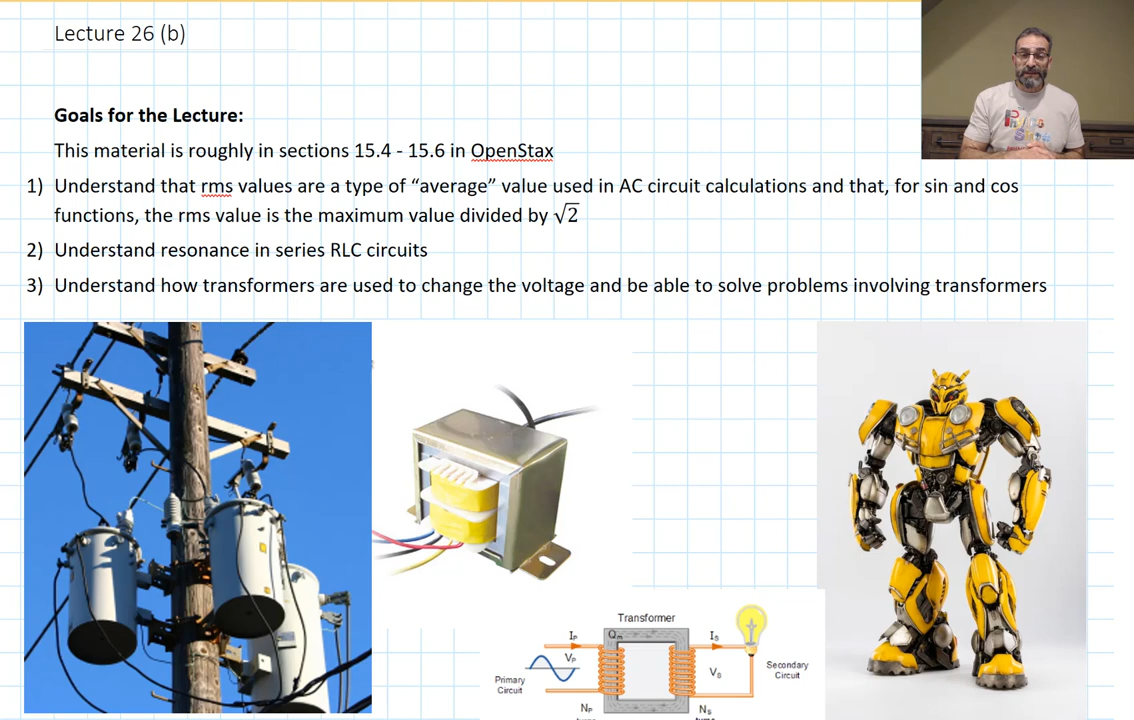 Lecture 26 (b)
Goals for the Lecture:
This material is roughly in sections 15.4 - 15.6 in OpenStax
1) Understand that rms values are a type of “average” value used in AC circuit calculations and that, for sin and cos
functions, the rms value is the maximum value divided by √2
2) Understand resonance in series RLC circuits
3) Understand how transformers are used to change the voltage and be able to solve problems involving transformers
Transformer
Iₚ
Qₘ
Iₛ
Vₚ
Vₛ
Primary
Circuit
Secondary
Circuit
Nₚ
Nₛ